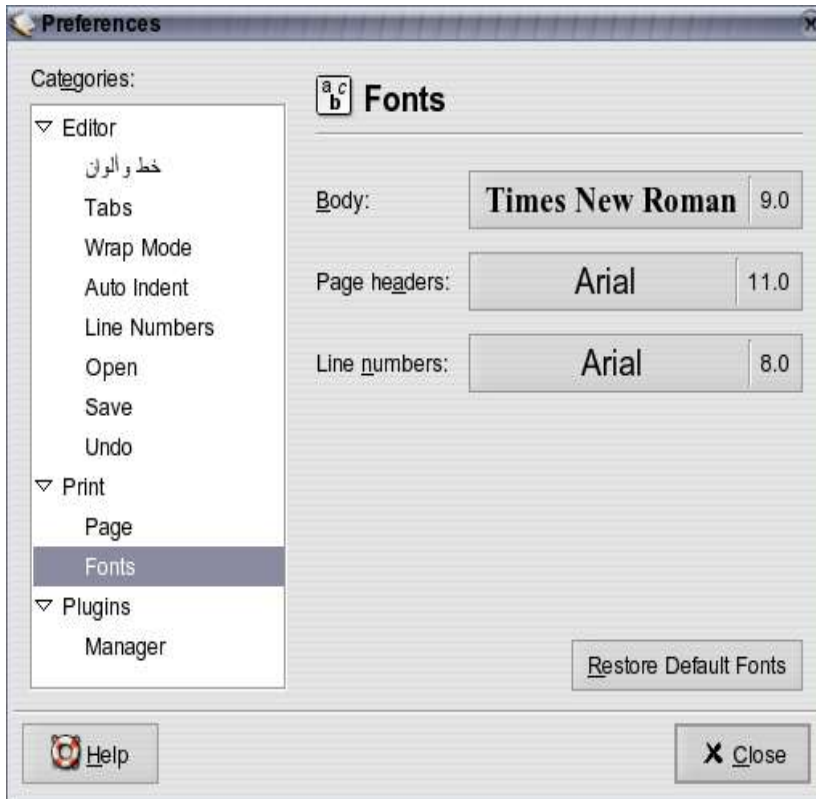 Preferences
Categories:
Editor
خط وألوان
Tabs
Wrap Mode
Auto Indent
Line Numbers
Open
Save
Undo
Print
Page
Fonts
Plugins
Manager
Fonts
Body: Times New Roman 9.0
Page headers: Arial 11.0
Line numbers: Arial 8.0
Restore Default Fonts
Help
Close